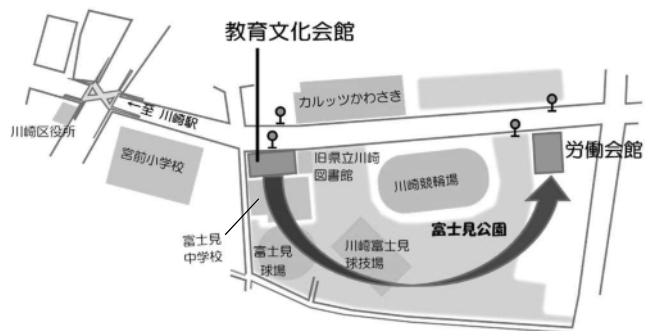 教育文化会館
カルッツかわさき
←至 川崎駅
川崎区役所
宮前小学校
旧県立川崎
図書館
労働会館
川崎競輪場
富士見公園
富士見
中学校
富士見
球場
川崎富士見
球技場